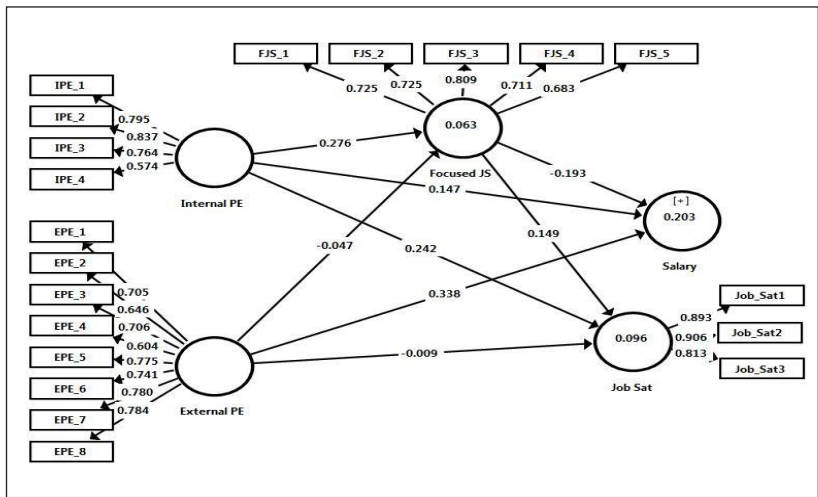 FJS_1
FJS_2
FJS_3
FJS_4
FJS_5
0.725
0.725
0.809
0.711
0.683
IPE_1
IPE_2
IPE_3
IPE_4
0.795
0.837
0.764
0.574
Internal PE
0.276
0.063
Focused JS
-0.193
0.147
[+]
0.203
Salary
-0.047
0.242
0.149
0.338
EPE_1
EPE_2
EPE_3
EPE_4
EPE_5
EPE_6
EPE_7
EPE_8
0.705
0.646
0.706
0.604
0.775
0.741
0.780
0.784
External PE
-0.009
0.096
Job Sat
0.893
0.906
0.813
Job_Sat1
Job_Sat2
Job_Sat3